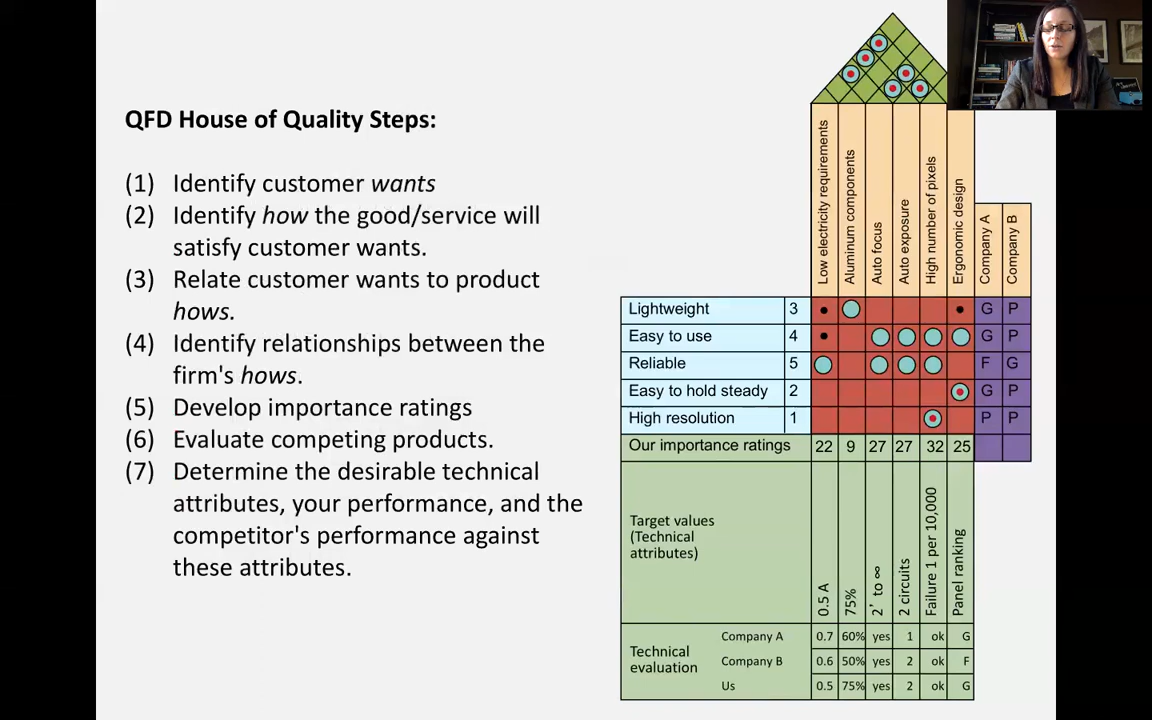 QFD House of Quality Steps:
(1) Identify customer wants
(2) Identify how the good/service will
satisfy customer wants.
(3) Relate customer wants to product
hows.
(4) Identify relationships between the
firm's hows.
(5) Develop importance ratings
(6) Evaluate competing products.
(7) Determine the desirable technical
attributes, your performance, and the
competitor's performance against
these attributes.
Low electricity requirements
Aluminum components
Auto focus
Auto exposure
High number of pixels
Ergonomic design
Company A
Company B
Lightweight 3 G P
Easy to use 4 G P
Reliable 5 F G
Easy to hold steady 2 G P
High resolution 1 P P
Our importance ratings 22 9 27 27 32 25
Target values
(Technical
attributes)
0.5 A
75%
2' to ∞
2 circuits
Failure 1 per 10,000
Panel ranking
Technical
evaluation
Company A 0.7 60% yes 1 ok G
Company B 0.6 50% yes 2 ok F
Us 0.5 75% yes 2 ok G